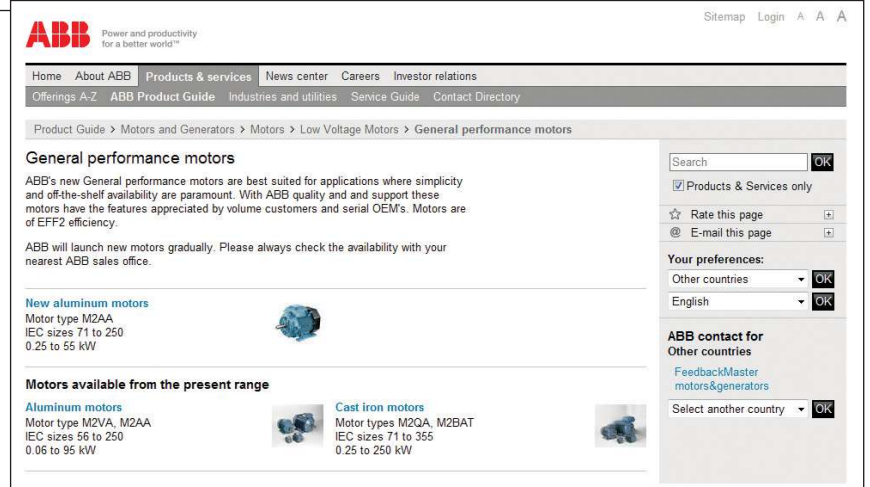 Sitemap Login A A A
ABB
Power and productivity
for a better world™
Home About ABB Products & services News center Careers Investor relations
Offerings A-Z ABB Product Guide Industries and utilities Service Guide Contact Directory
Product Guide > Motors and Generators > Motors > Low Voltage Motors > General performance motors
General performance motors
ABB's new General performance motors are best suited for applications where simplicity
and off-the-shelf availability are paramount. With ABB quality and and support these
motors have the features appreciated by volume customers and serial OEM's. Motors are
of EFF2 efficiency.
ABB will launch new motors gradually. Please always check the availability with your
nearest ABB sales office.
New aluminum motors
Motor type M2AA
IEC sizes 71 to 250
0.25 to 55 kW
Motors available from the present range
Aluminum motors
Motor type M2VA, M2AA
IEC sizes 56 to 250
0.06 to 95 kW
Cast iron motors
Motor types M2QA, M2BAT
IEC sizes 71 to 355
0.25 to 250 kW
Search OK
Products & Services only
Rate this page
@ E-mail this page
Your preferences:
Other countries OK
English OK
ABB contact for
Other countries
FeedbackMaster
motors&generators
Select another country OK